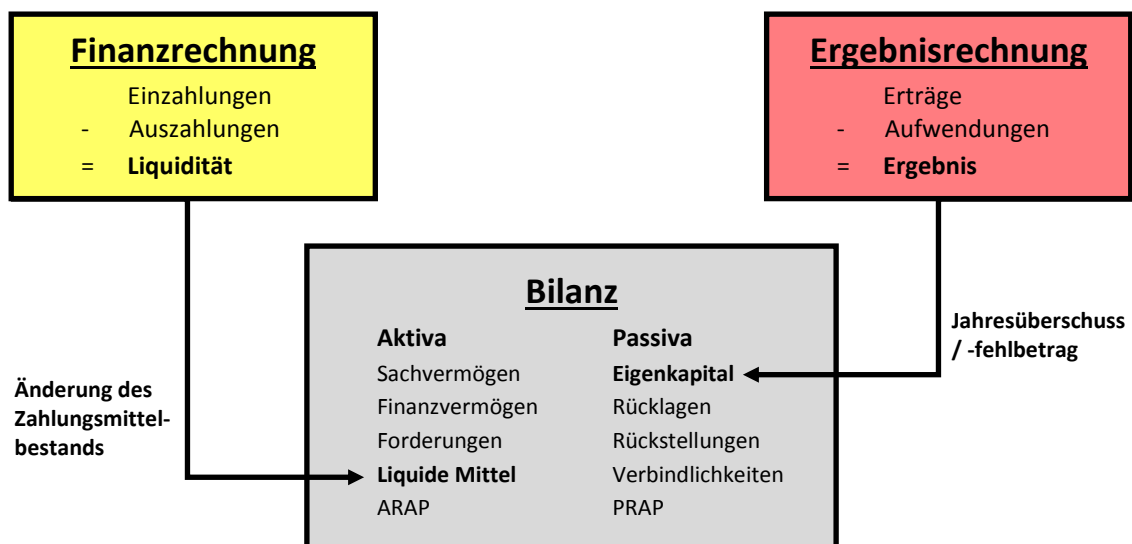 Finanzrechnung
Einzahlungen
- Auszahlungen
= Liquidität
Ergebnisrechnung
Erträge
- Aufwendungen
= Ergebnis
Bilanz
Aktiva
Sachvermögen
Finanzvermögen
Forderungen
Liquide Mittel
ARAP
Passiva
Eigenkapital
Rücklagen
Rückstellungen
Verbindlichkeiten
PRAP
Änderung des
Zahlungsmittel-
bestands
Jahresüberschuss
/ -fehlbetrag